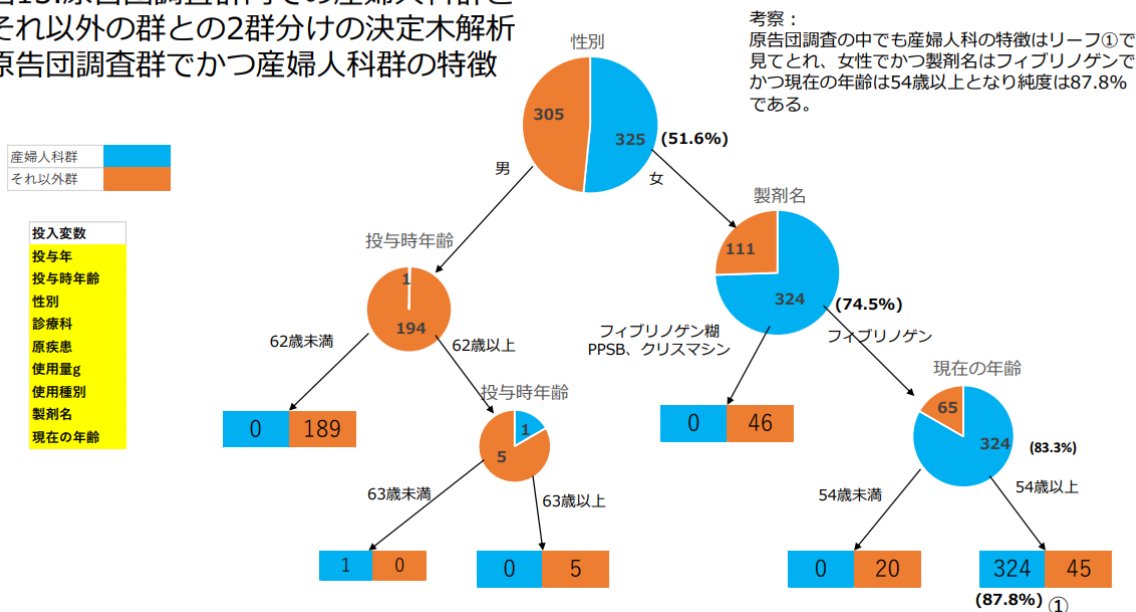 それ以外の群との2群分けの決定木解析
原告団調査群でかつ産婦人科群の特徴
考察：
原告団調査の中でも産婦人科の特徴はリーフ①で
見てとれ、女性でかつ製剤名はフィブリノゲンで
かつ現在の年齢は54歳以上となり純度は87.8%
である。
産婦人科群
それ以外群
投入変数
投与年
投与時年齢
性別
診療科
原疾患
使用量g
使用種別
製剤名
現在の年齢
性別
305
325
(51.6%)
男
女
投与時年齢
1
194
製剤名
111
324
(74.5%)
62歳未満
62歳以上
フィブリノゲン糊
PPSB、クリスマシン
フィブリノゲン
0 189
投与時年齢
1
5
0 46
現在の年齢
65
324
(83.3%)
63歳未満
63歳以上
54歳未満
54歳以上
1 0
0 5
0 20
324 45
(87.8%) ①